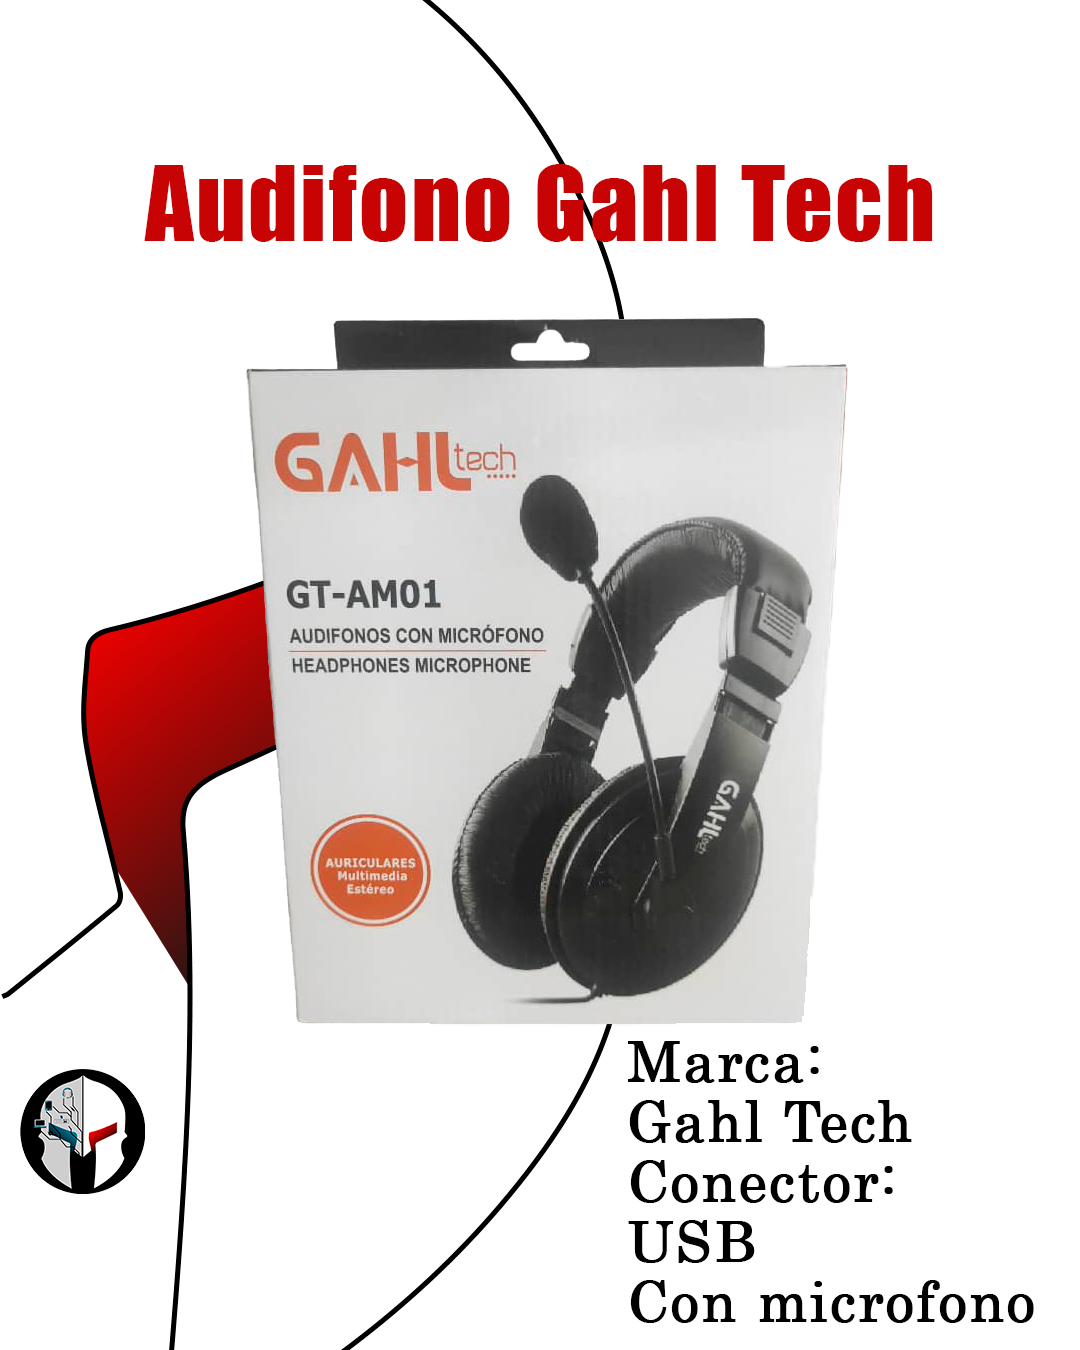 Audifono Gahl Tech
GAHL tech
GT-AM01
AUDIFONOS CON MICRÓFONO
HEADPHONES MICROPHONE
GAHL tech
AURICULARES
Multimedia
Estéreo
Marca:
Gahl Tech
Conector:
USB
Con microfono